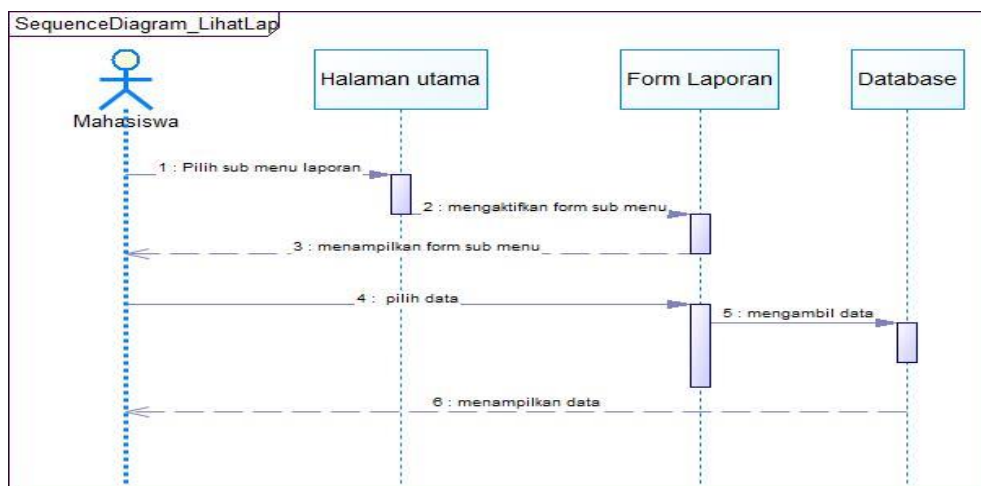 SequenceDiagram_LihatLap
Mahasiswa
Halaman utama
Form Laporan
Database
1 : Pilih sub menu laporan
2 : mengaktifkan form sub menu
3 : menampilkan form sub menu
4 : pilih data
5 : mengambil data
6 : menampilkan data